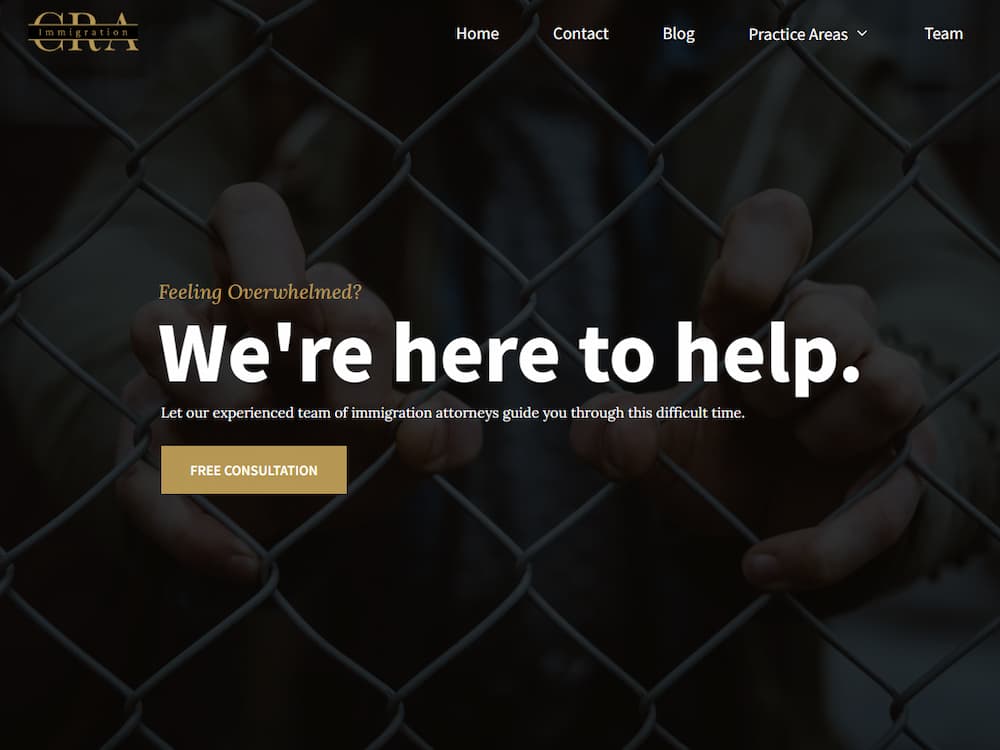 CRA
Immigration
Home Contact Blog Practice Areas Team
Feeling Overwhelmed?
We're here to help.
Let our experienced team of immigration attorneys guide you through this difficult time.
FREE CONSULTATION